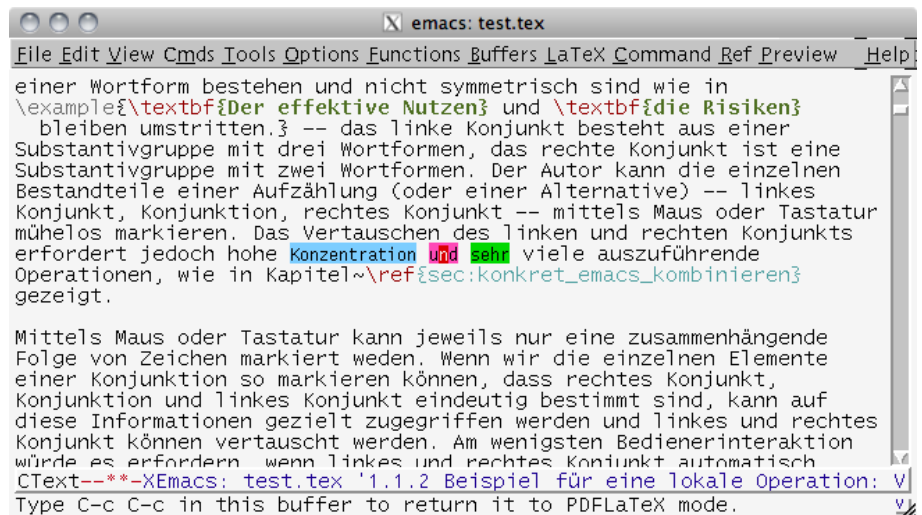 emacs: test.tex
File Edit View Cmds Tools Options Functions Buffers LaTeX Command Ref Preview Help
einer Wortform bestehen und nicht symmetrisch sind wie in
\example{\textbf{Der effektive Nutzen} und \textbf{die Risiken}
bleiben umstritten.} -- das linke Konjunkt besteht aus einer
Substantivgruppe mit drei Wortformen, das rechte Konjunkt ist eine
Substantivgruppe mit zwei Wortformen. Der Autor kann die einzelnen
Bestandteile einer Aufzählung (oder einer Alternative) -- linkes
Konjunkt, Konjunktion, rechtes Konjunkt -- mittels Maus oder Tastatur
mühelos markieren. Das Vertauschen des linken und rechten Konjunkts
erfordert jedoch hohe Konzentration und sehr viele auszuführende
Operationen, wie in Kapitel~\ref{sec:konkret_emacs_kombinieren}
gezeigt.
Mittels Maus oder Tastatur kann jeweils nur eine zusammenhängende
Folge von Zeichen markiert weden. Wenn wir die einzelnen Elemente
einer Konjunktion so markieren können, dass rechtes Konjunkt,
Konjunktion und linkes Konjunkt eindeutig bestimmt sind, kann auf
diese Informationen gezielt zugegriffen werden und linkes und rechtes
Konjunkt können vertauscht werden. Am wenigsten Bedienerinteraktion
würde es erfordern, wenn linkes und rechtes Konjunkt automatisch
CText--**-XEmacs: test.tex '1.1.2 Beispiel für eine lokale Operation: V
Type C-c C-c in this buffer to return it to PDFLaTeX mode.